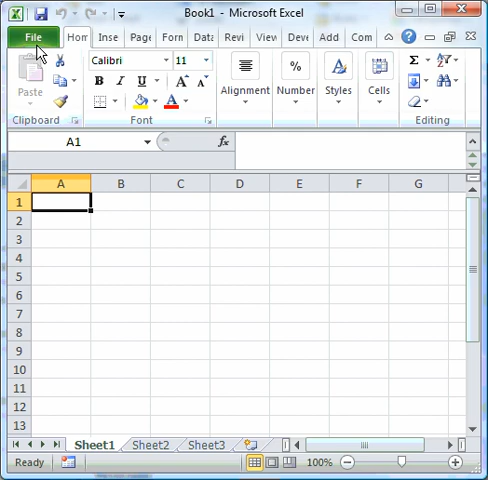 Book1 - Microsoft Excel
File Hom Inse Page Form Data Revi Viev Deve Add Com
Paste
Calibri 11
B I U A A
A
Alignment
%
Number
Styles
Cells
Σ
Clipboard Font Editing
A1 fx
A B C D E F G
1
2
3
4
5
6
7
8
9
10
11
12
13
Sheet1 Sheet2 Sheet3
Ready 100%